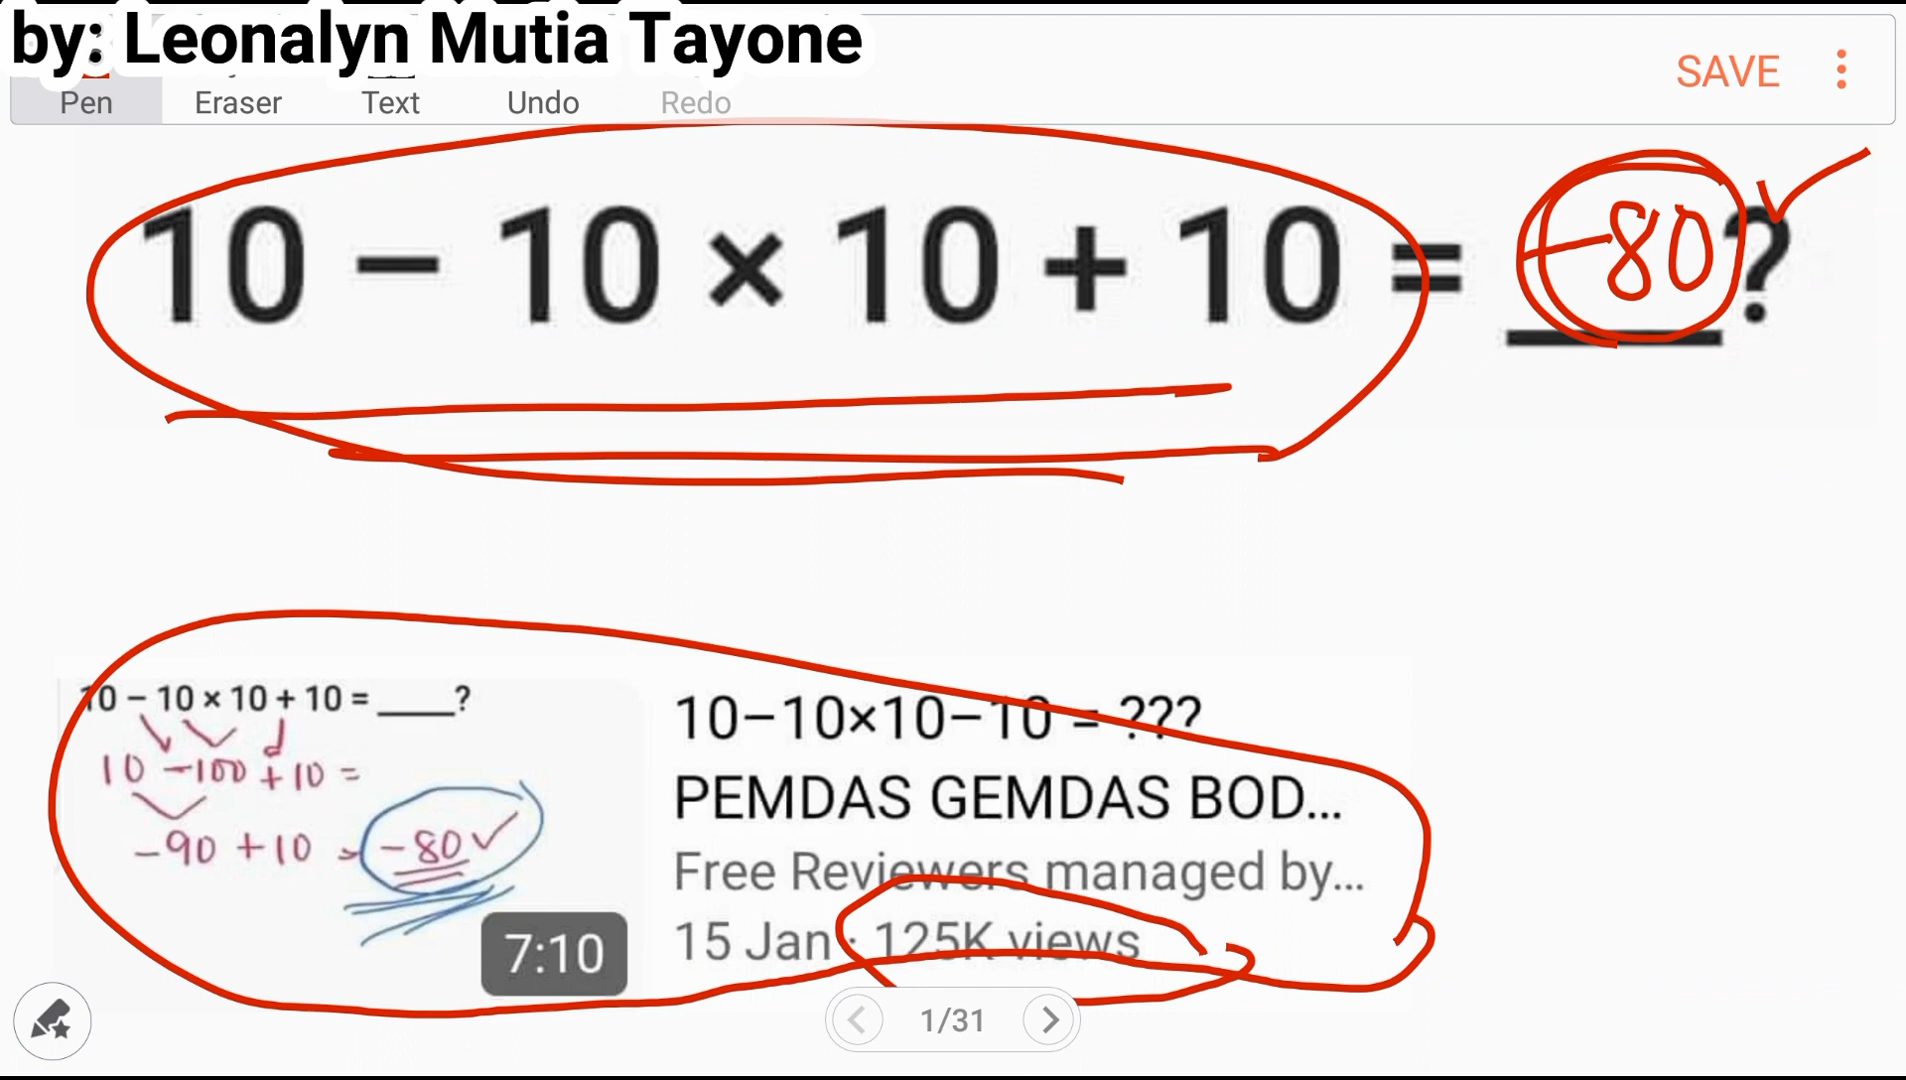 by: Leonalyn Mutia Tayone
Pen Eraser Text Undo Redo SAVE
10 − 10 × 10 + 10 = -80 ?
10 − 10 × 10 + 10 = ____?
10 -100 +10 =
-90 +10 = -80
7:10
10−10×10−10 = ???
PEMDAS GEMDAS BOD...
Free Reviewers managed by...
15 Jan · 125K views
1/31